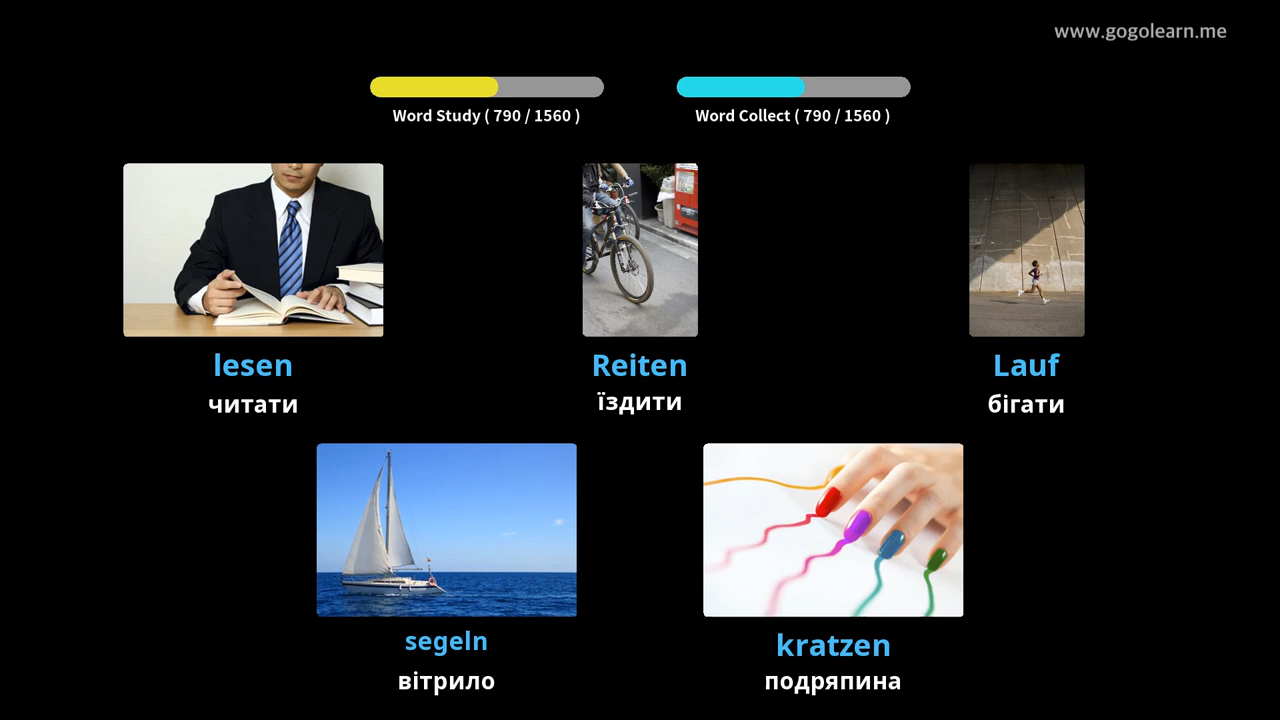 www.gogolearn.me
Word Study ( 790 / 1560 )
Word Collect ( 790 / 1560 )
lesen
читати
Reiten
їздити
Lauf
бігати
segeln
вітрило
kratzen
подряпина